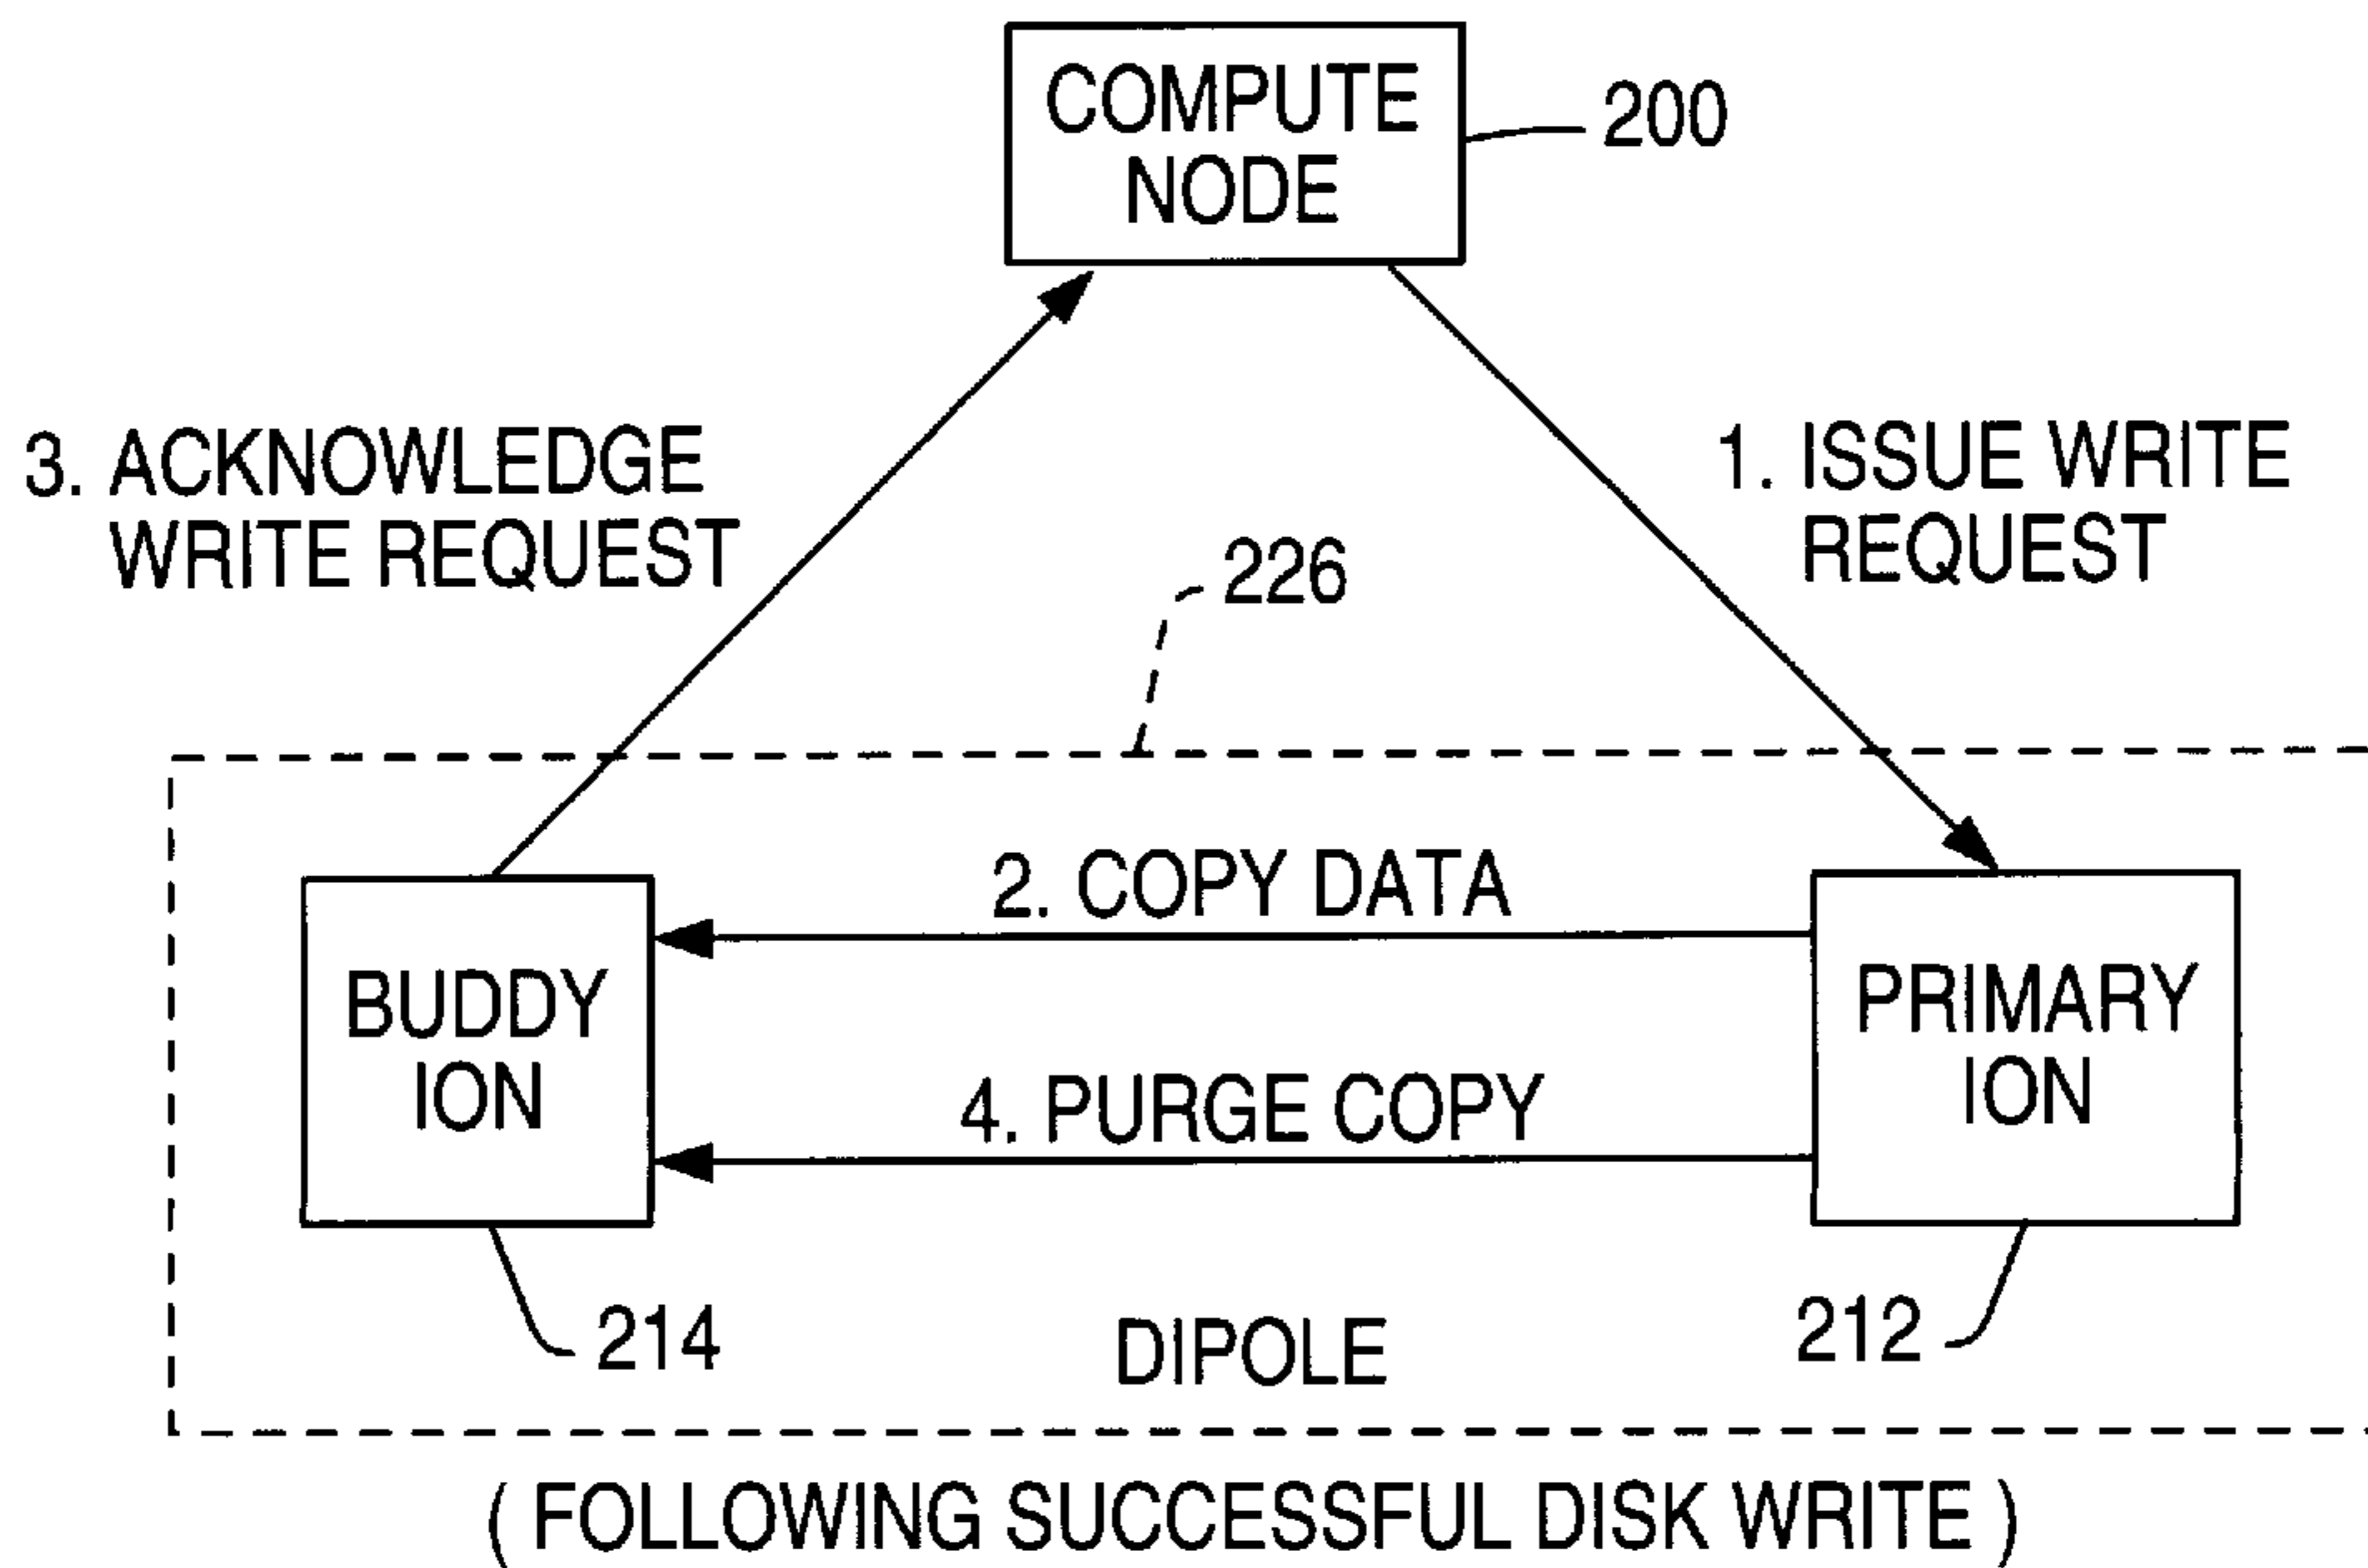 COMPUTE
NODE
200
3. ACKNOWLEDGE
WRITE REQUEST
1. ISSUE WRITE
REQUEST
226
2. COPY DATA
BUDDY
ION
PRIMARY
ION
4. PURGE COPY
214
DIPOLE
212
( FOLLOWING SUCCESSFUL DISK WRITE )